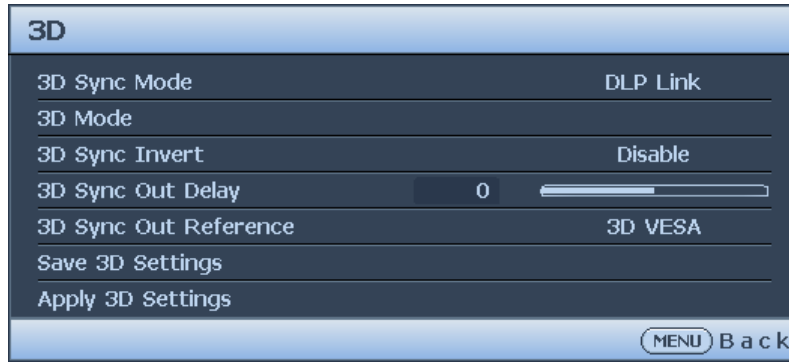 3D
3D Sync Mode DLP Link
3D Mode
3D Sync Invert Disable
3D Sync Out Delay 0
3D Sync Out Reference 3D VESA
Save 3D Settings
Apply 3D Settings
MENU Back